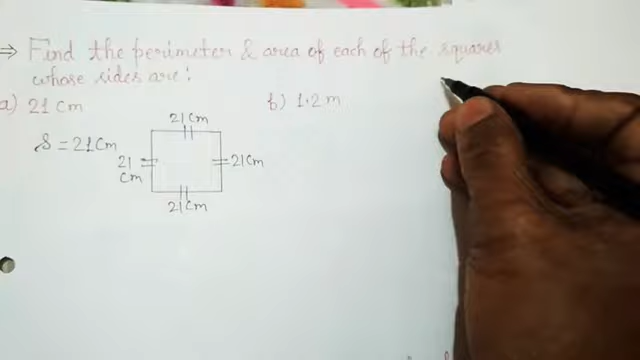 ⇒ Find the perimeter & area of each of the squares
whose sides are:
a) 21 cm
b) 1.2 m
S = 21 cm
21 cm
21 cm
21 cm
21 cm